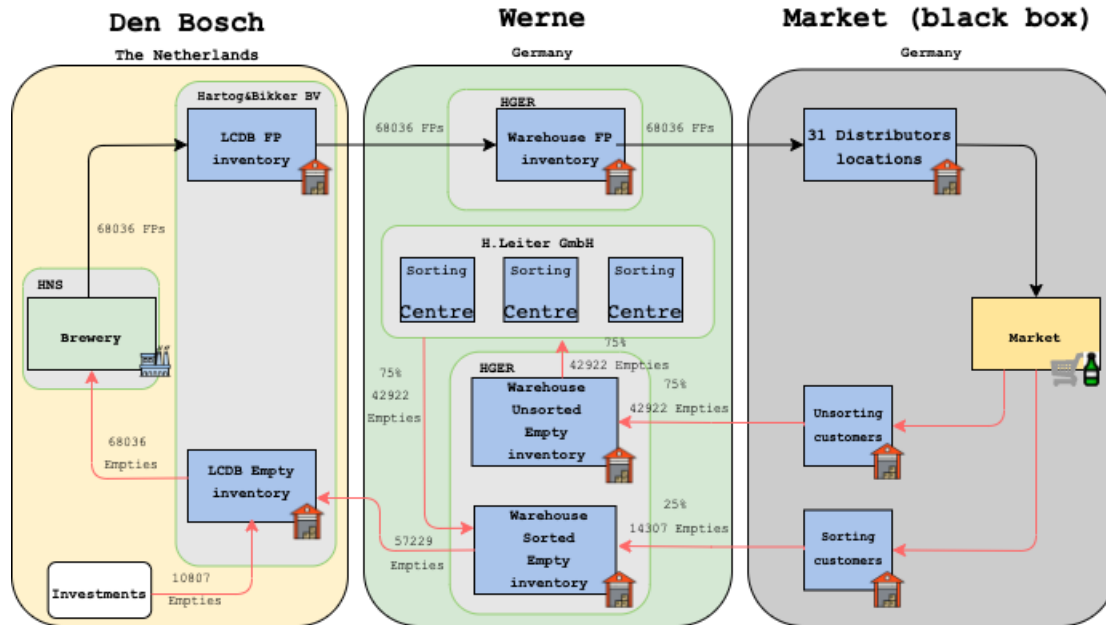 Den Bosch
Werne
Market (black box)
The Netherlands
Germany
Germany
Hartog&Bikker BV
LCDB FP
inventory
68036 FPs
HGER
Warehouse FP
inventory
68036 FPs
31 Distributors
locations
68036 FPs
H.Leiter GmbH
Sorting
Centre
Sorting
Centre
Sorting
Centre
HNS
Brewery
Market
75%
42922
Empties
HGER
75%
42922 Empties
Warehouse
Unsorted
Empty
inventory
75%
42922 Empties
Unsorting
customers
68036
Empties
LCDB Empty
inventory
57229
Empties
Warehouse
Sorted
Empty
inventory
25%
14307 Empties
Sorting
customers
Investments
10807
Empties